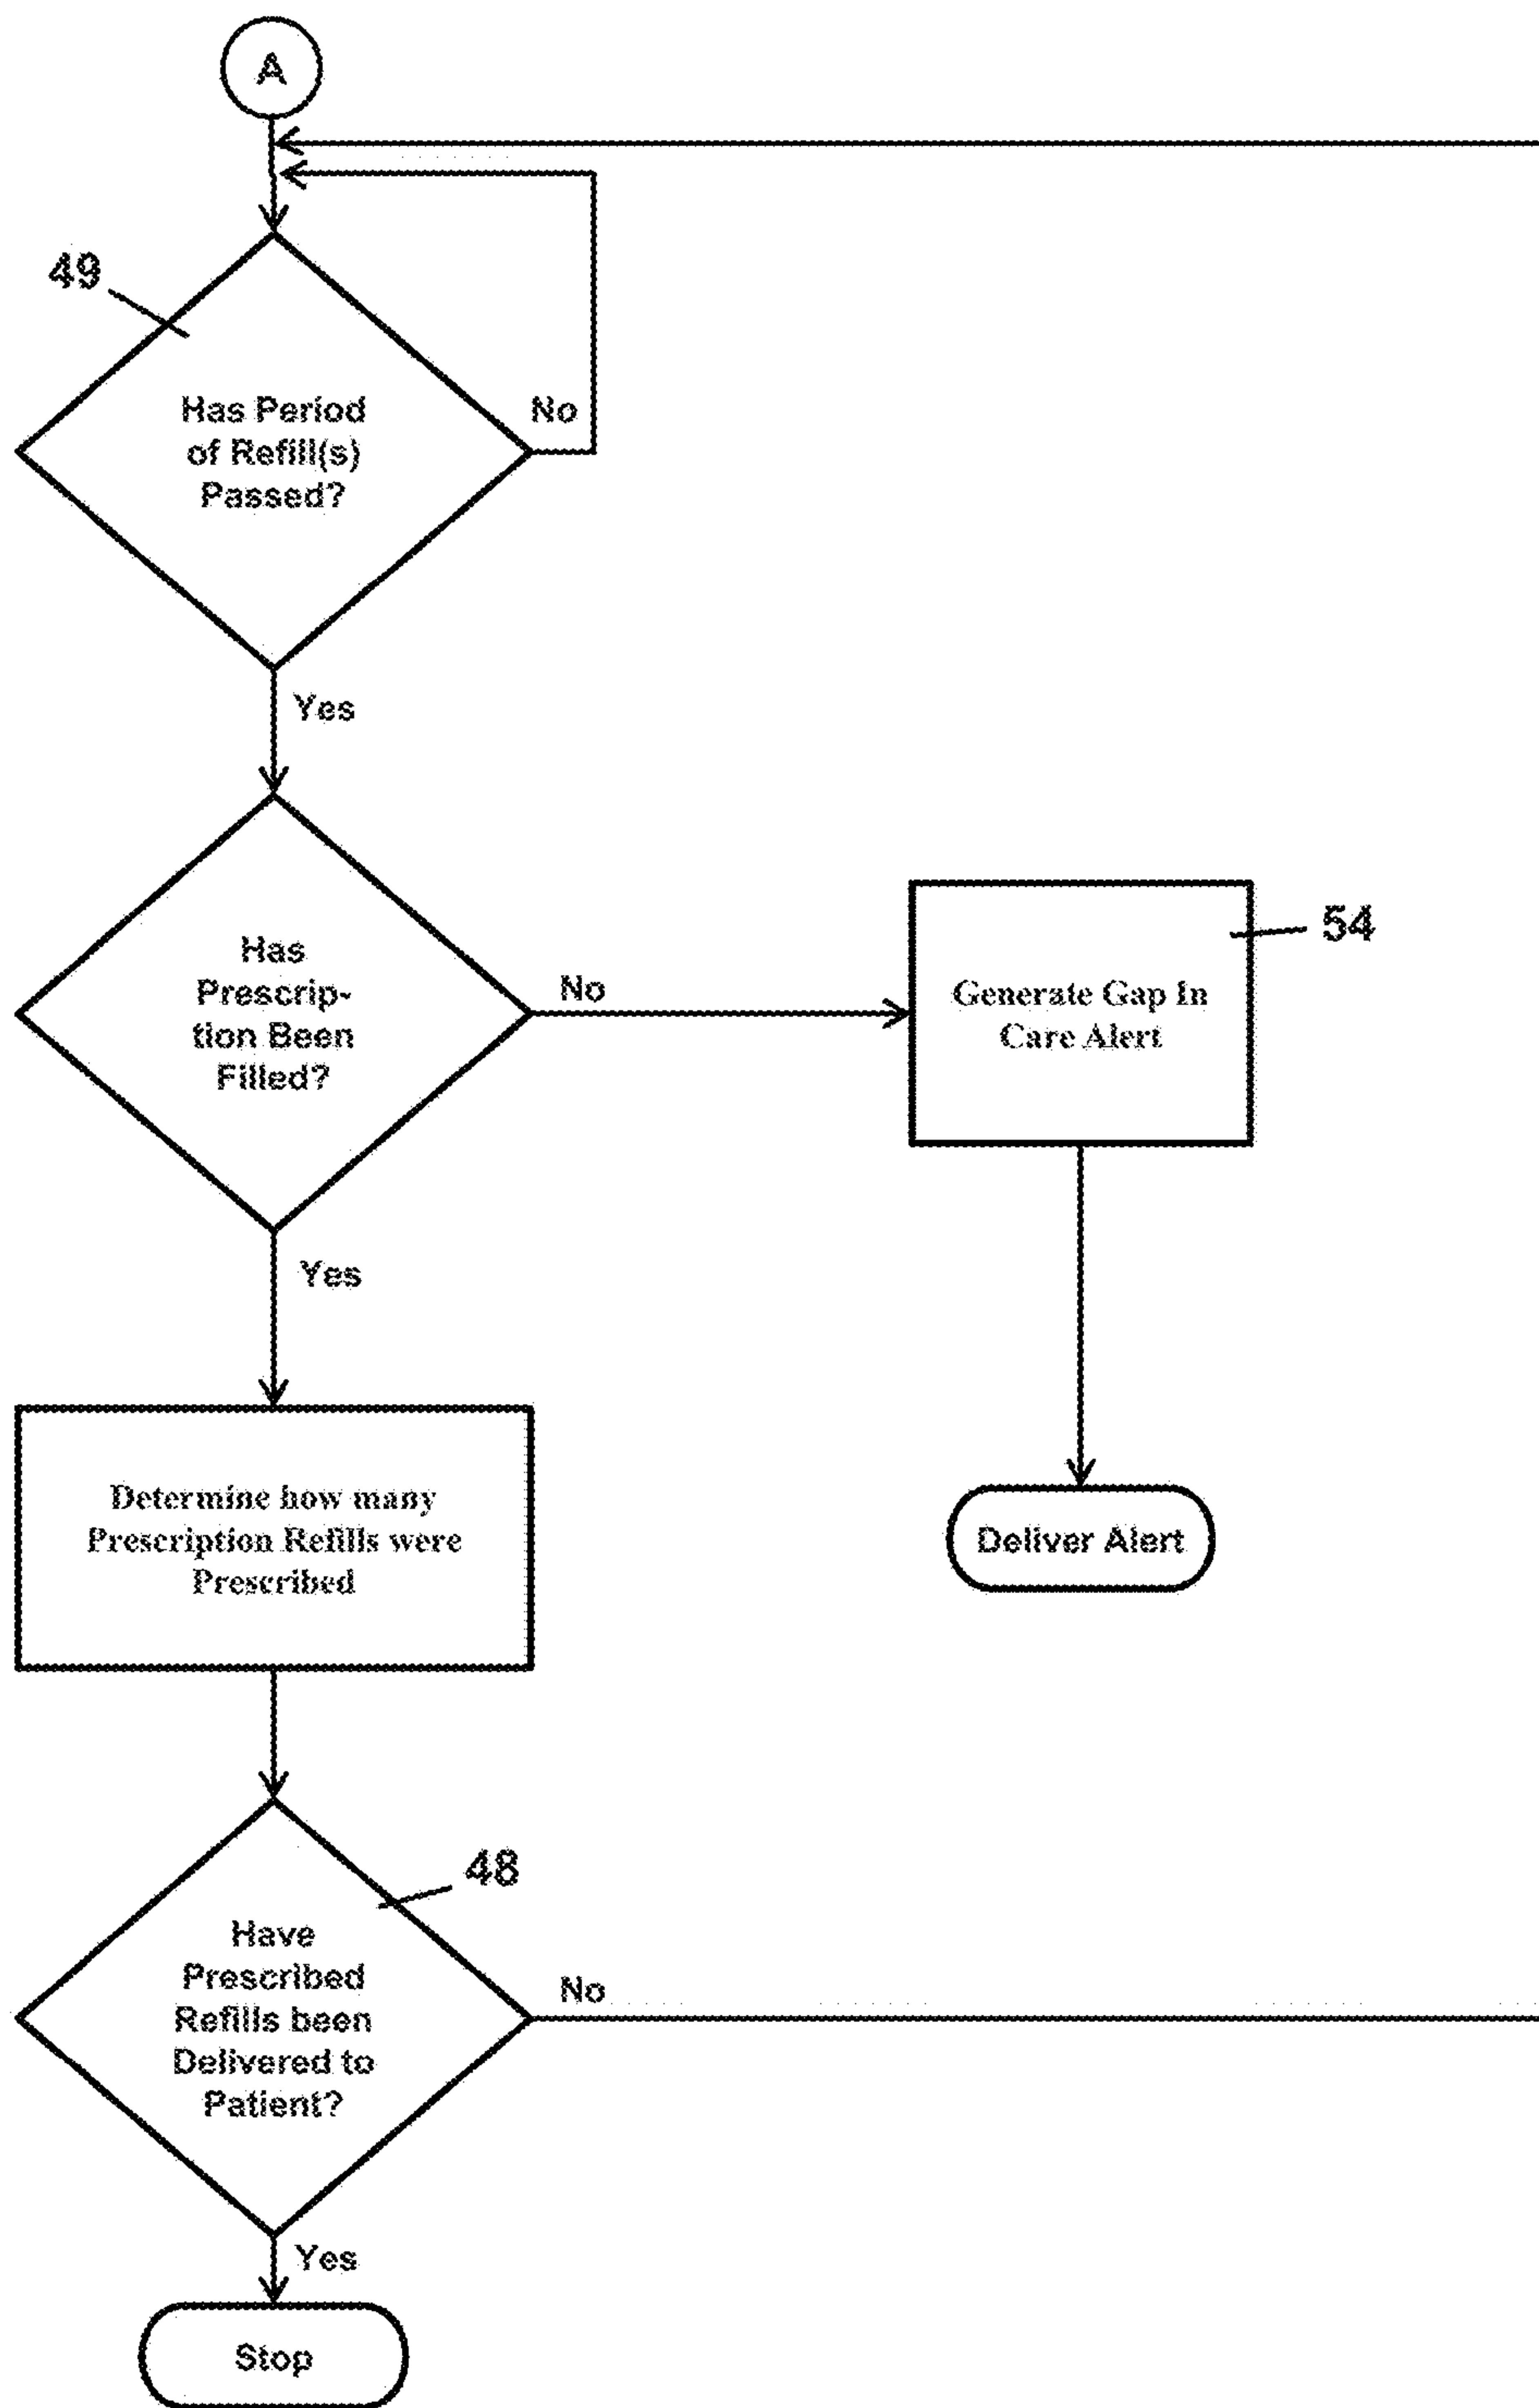 A
49
Has Period
of Refill(s)
Passed?
No
Yes
Has
Prescrip-
tion Been
Filled?
No
54
Generate Gap In
Care Alert
Yes
Determine how many
Prescription Refills were
Prescribed
Deliver Alert
48
Have
Prescribed
Refills been
Delivered to
Patient?
No
Yes
Stop